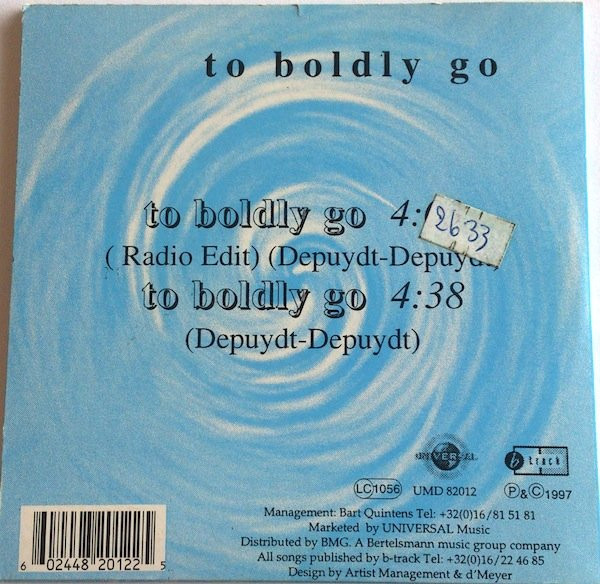 to boldly go
to boldly go 4:
2633
( Radio Edit) (Depuydt-Depuyd
to boldly go 4:38
(Depuydt-Depuydt)
UNIVERSAL
b track
LC1056 UMD 82012 P&C1997
Management: Bart Quintens Tel: +32(0)16/81 51 81
Marketed by UNIVERSAL Music
Distributed by BMG. A Bertelsmann music group company
All songs published by b-track Tel: +32(0)16/22 46 85
Design by Artist Management & d'Meyer
6 02448 20122 5